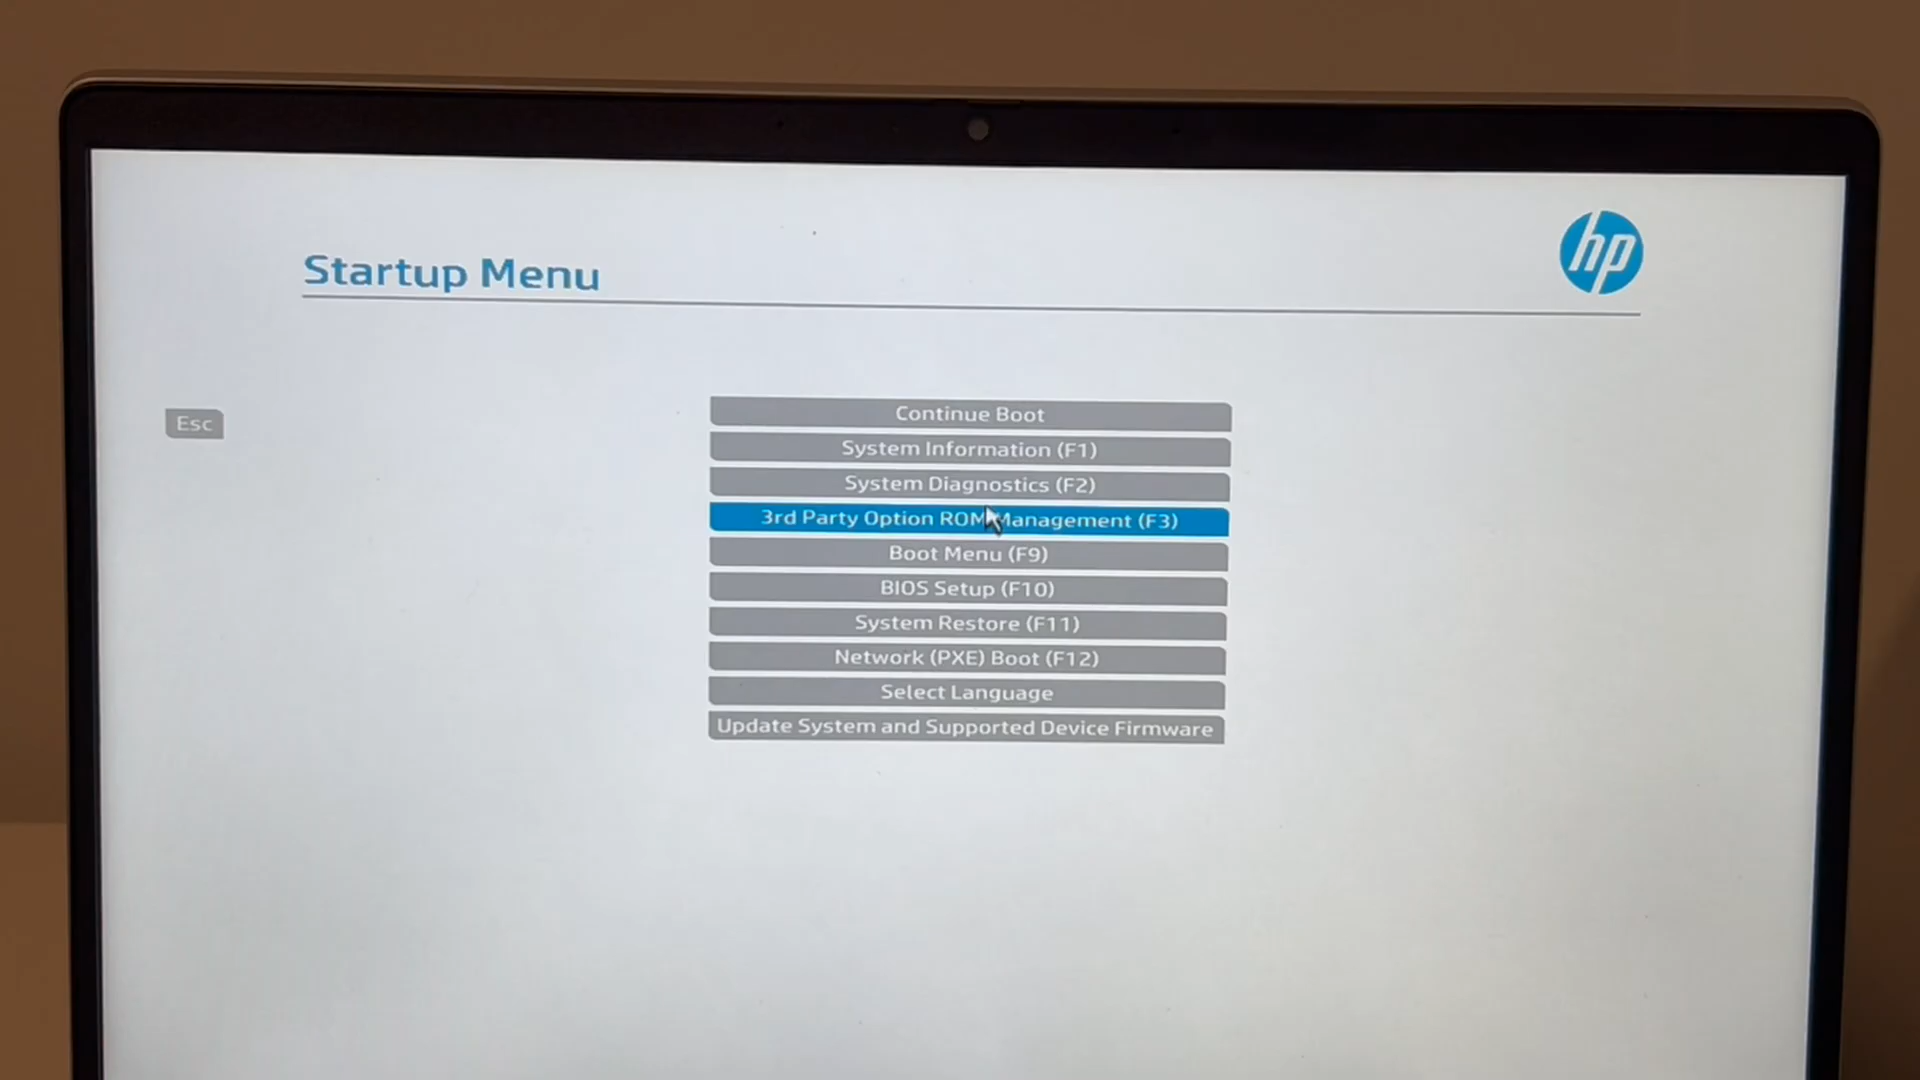 hp
Startup Menu
Esc
Continue Boot
System Information (F1)
System Diagnostics (F2)
3rd Party Option ROM Management (F3)
Boot Menu (F9)
BIOS Setup (F10)
System Restore (F11)
Network (PXE) Boot (F12)
Select Language
Update System and Supported Device Firmware